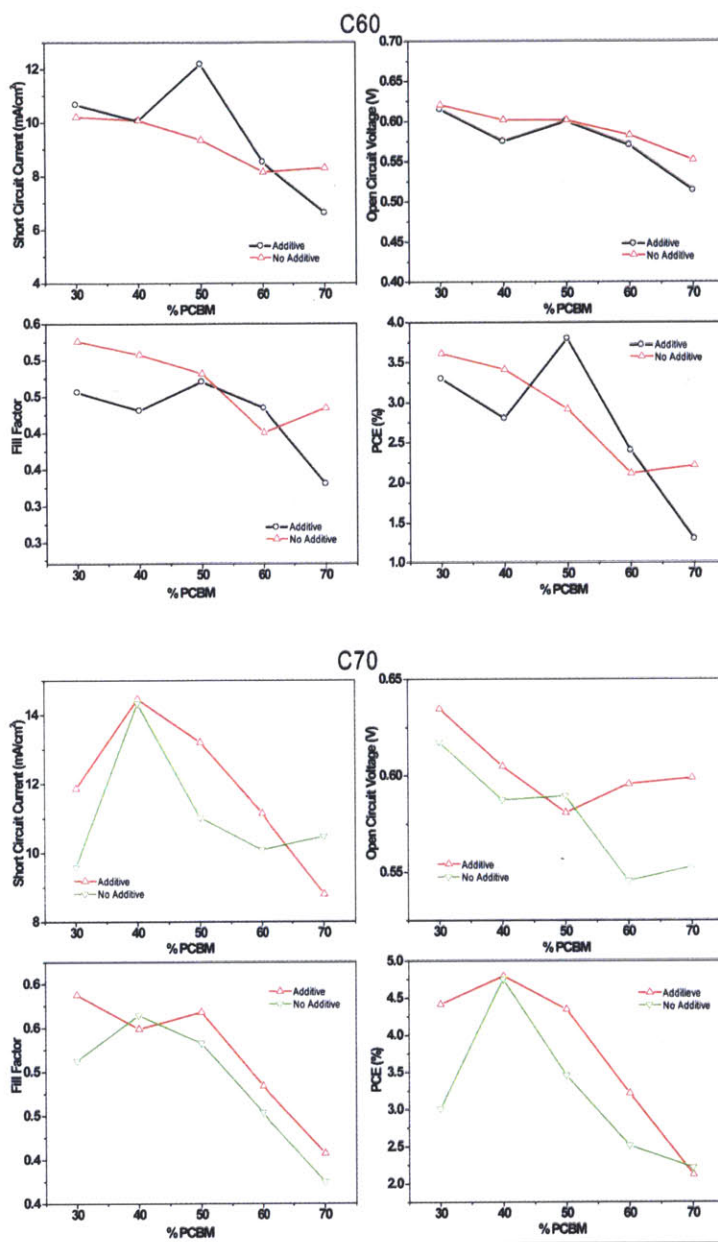 C60
Short Circuit Current (mA/cm²)
12
10
8
6
4
Additive
No Additive
30 40 50 60 70
% PCBM
Open Circuit Voltage (V)
0.70
0.65
0.60
0.55
0.50
0.45
0.40
Additive
No Additive
30 40 50 60 70
% PCBM
Fill Factor
0.6
0.5
0.5
0.4
0.4
0.3
0.3
Additive
No Additive
30 40 50 60 70
% PCBM
PCE (%)
4.0
3.5
3.0
2.5
2.0
1.5
1.0
Additive
No Additive
30 40 50 60 70
% PCBM
C70
Short Circuit Current (mA/cm²)
14
12
10
8
Additive
No Additive
30 40 50 60 70
% PCBM
Open Circuit Voltage (V)
0.65
0.60
0.55
Additive
No Additive
30 40 50 60 70
% PCBM
Fill Factor
0.6
0.6
0.5
0.5
0.4
0.4
Additive
No Additive
30 40 50 60 70
% PCBM
PCE (%)
5.0
4.5
4.0
3.5
3.0
2.5
2.0
Additieve
No Additive
30 40 50 60 70
% PCBM